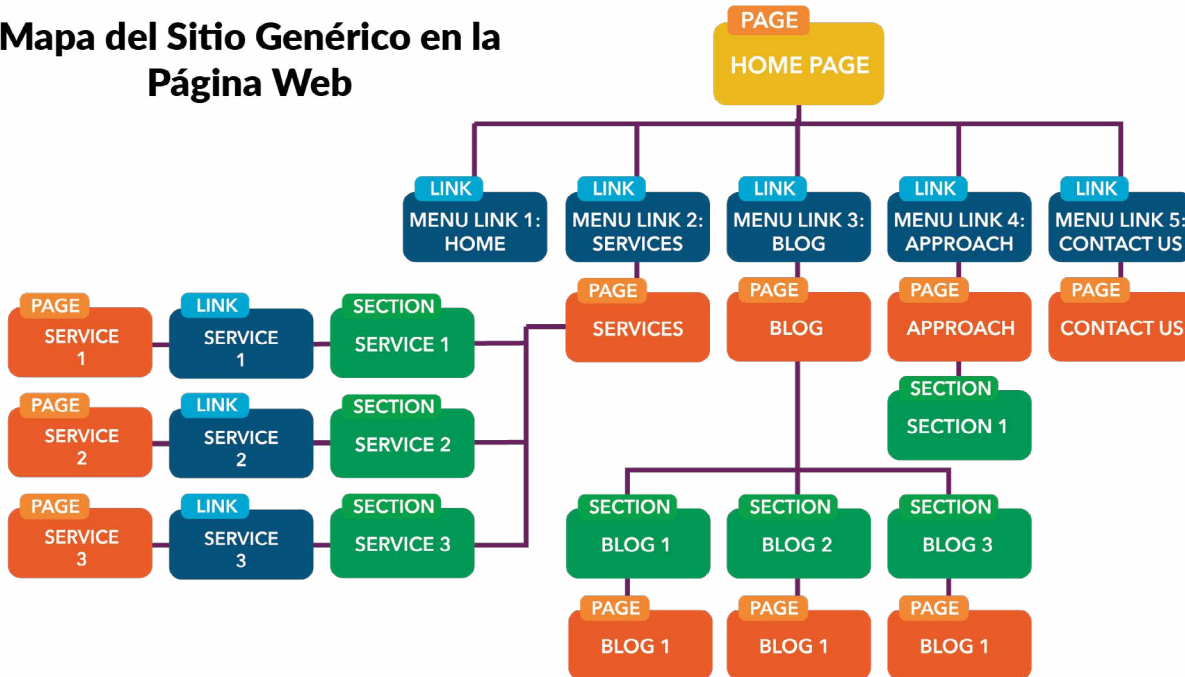 Mapa del Sitio Genérico en la
Página Web
PAGE
HOME PAGE
LINK
MENU LINK 1:
HOME
LINK
MENU LINK 2:
SERVICES
LINK
MENU LINK 3:
BLOG
LINK
MENU LINK 4:
APPROACH
LINK
MENU LINK 5:
CONTACT US
PAGE
SERVICES
PAGE
BLOG
PAGE
APPROACH
PAGE
CONTACT US
PAGE
SERVICE
1
LINK
SERVICE
1
SECTION
SERVICE 1
PAGE
SERVICE
2
LINK
SERVICE
2
SECTION
SERVICE 2
SECTION
SECTION 1
PAGE
SERVICE
3
LINK
SERVICE
3
SECTION
SERVICE 3
SECTION
BLOG 1
SECTION
BLOG 2
SECTION
BLOG 3
PAGE
BLOG 1
PAGE
BLOG 1
PAGE
BLOG 1